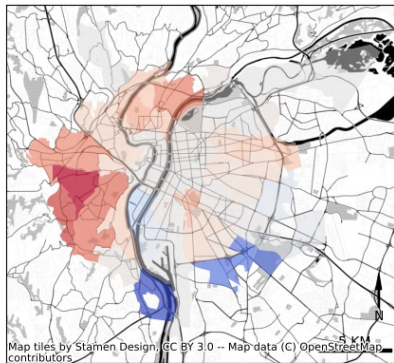 N
5 KM
Map tiles by Stamen Design, CC BY 3.0 -- Map data (C) OpenStreetMap
contributors